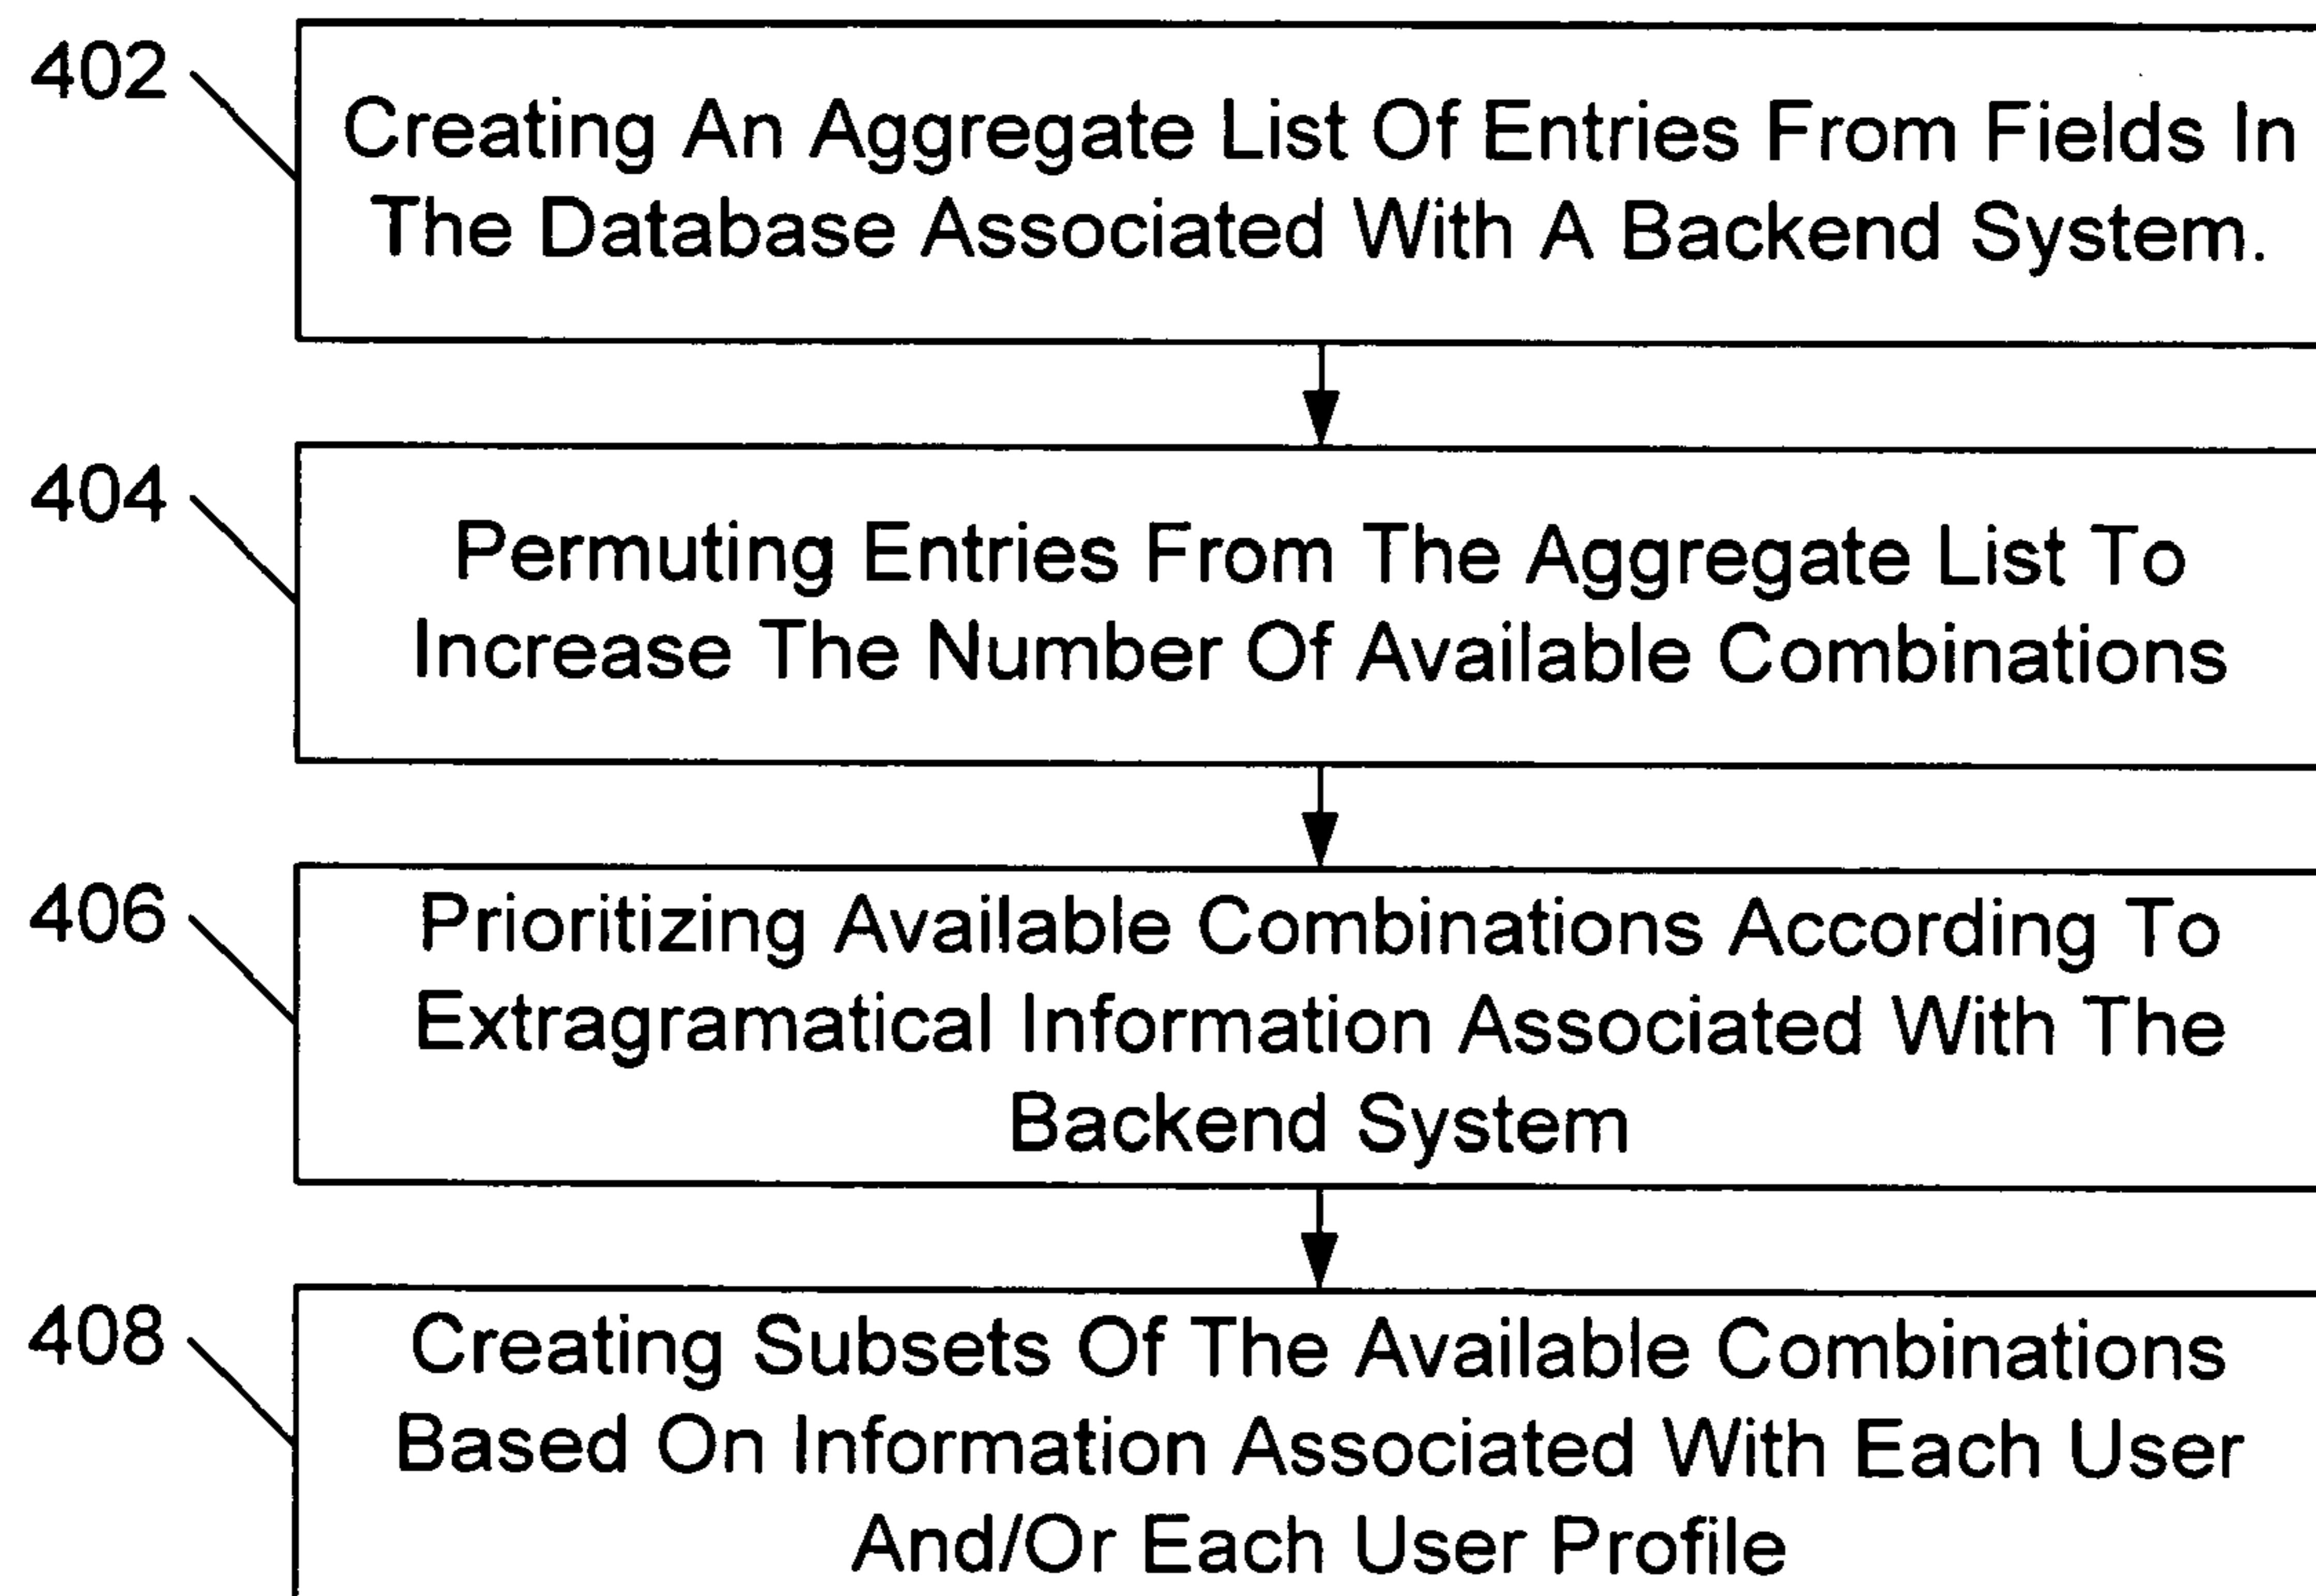 402
Creating An Aggregate List Of Entries From Fields In
The Database Associated With A Backend System.
404
Permuting Entries From The Aggregate List To
Increase The Number Of Available Combinations
406
Prioritizing Available Combinations According To
Extragramatical Information Associated With The
Backend System
408
Creating Subsets Of The Available Combinations
Based On Information Associated With Each User
And/Or Each User Profile